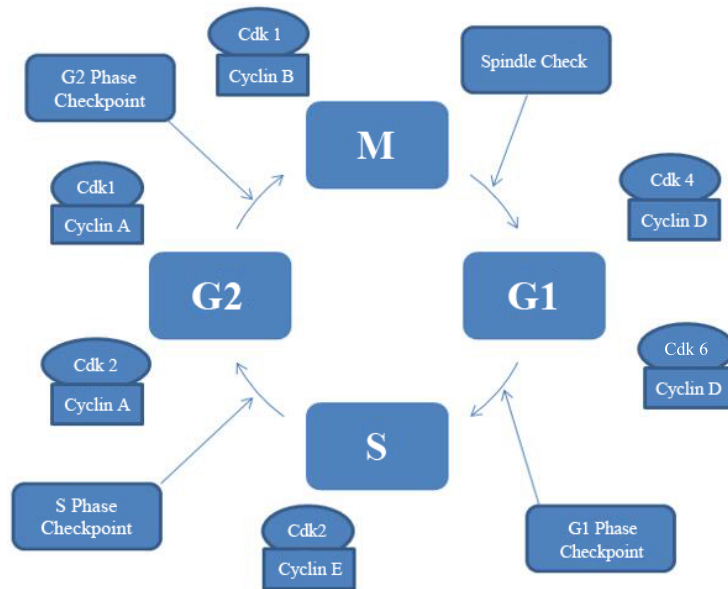 Cdk 1
Cyclin B
G2 Phase
Checkpoint
Spindle Check
M
Cdk1
Cyclin A
Cdk 4
Cyclin D
G2
G1
Cdk 2
Cyclin A
Cdk 6
Cyclin D
S
S Phase
Checkpoint
Cdk2
Cyclin E
G1 Phase
Checkpoint